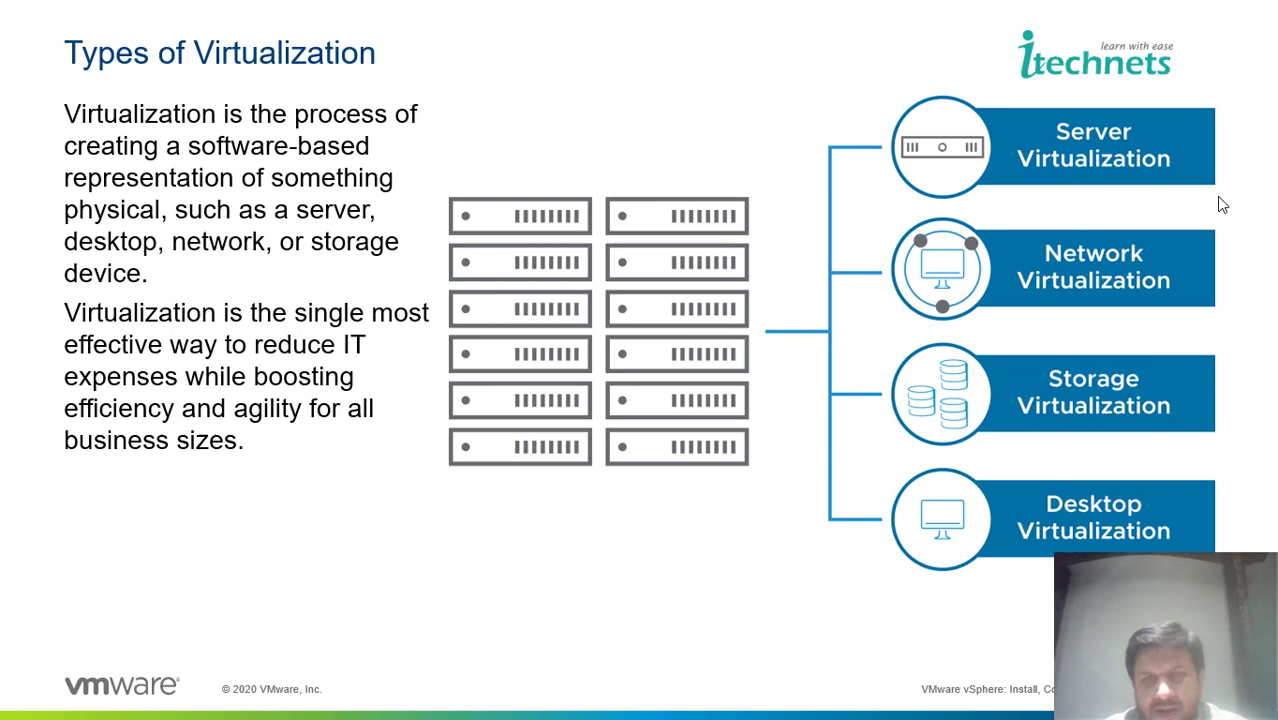 Types of Virtualization
learn with ease
itechnets
Virtualization is the process of
creating a software-based
representation of something
physical, such as a server,
desktop, network, or storage
device.
Virtualization is the single most
effective way to reduce IT
expenses while boosting
efficiency and agility for all
business sizes.
Server
Virtualization
Network
Virtualization
Storage
Virtualization
Desktop
Virtualization
vmware®
© 2020 VMware, Inc.
VMware vSphere: Install, Co